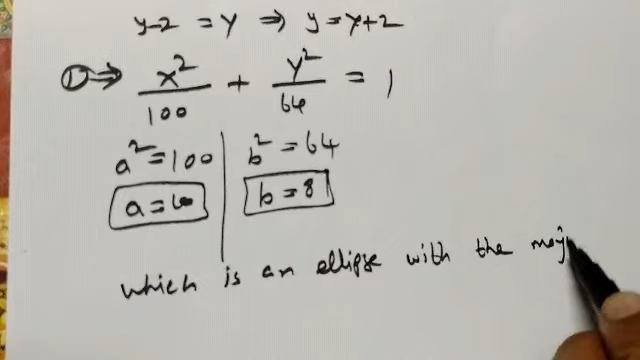 y-2 = Y ⇒ y = Y+2
① ⇒ x²/100 + Y²/64 = 1
a² = 100 | b² = 64
a = 10 | b = 8
which is an ellipse with the maj